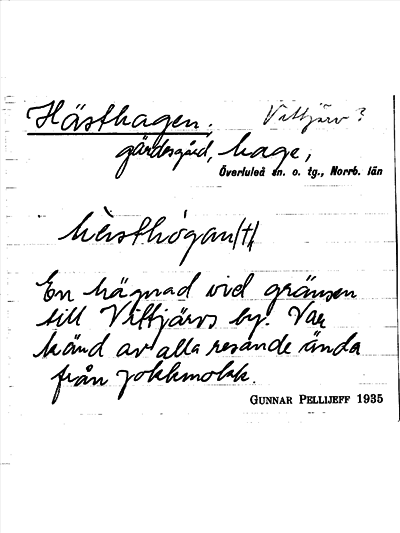 Hästhagen. Vittjärv?
gärdesgård, hage,
Överluleå sn. o. tg., Norrb. län
En hägnad vid gränsen
till Vittjärvs by. Var
känd av alla resande ända
från Jokkmokk.
GUNNAR PELLIJEFF 1935